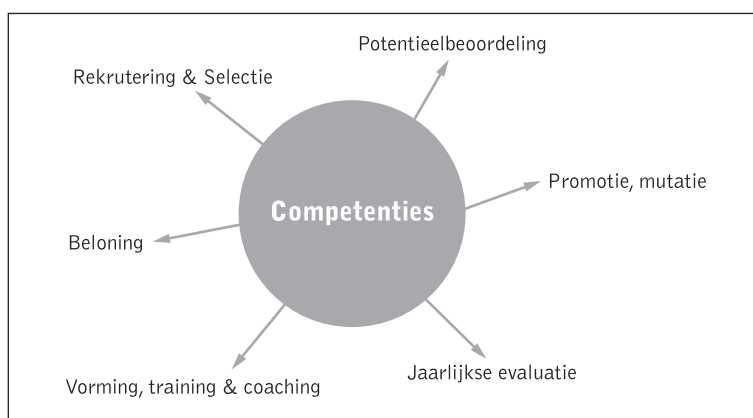 Potentieelbeoordeling
Rekrutering & Selectie
Promotie, mutatie
Competenties
Beloning
Jaarlijkse evaluatie
Vorming, training & coaching